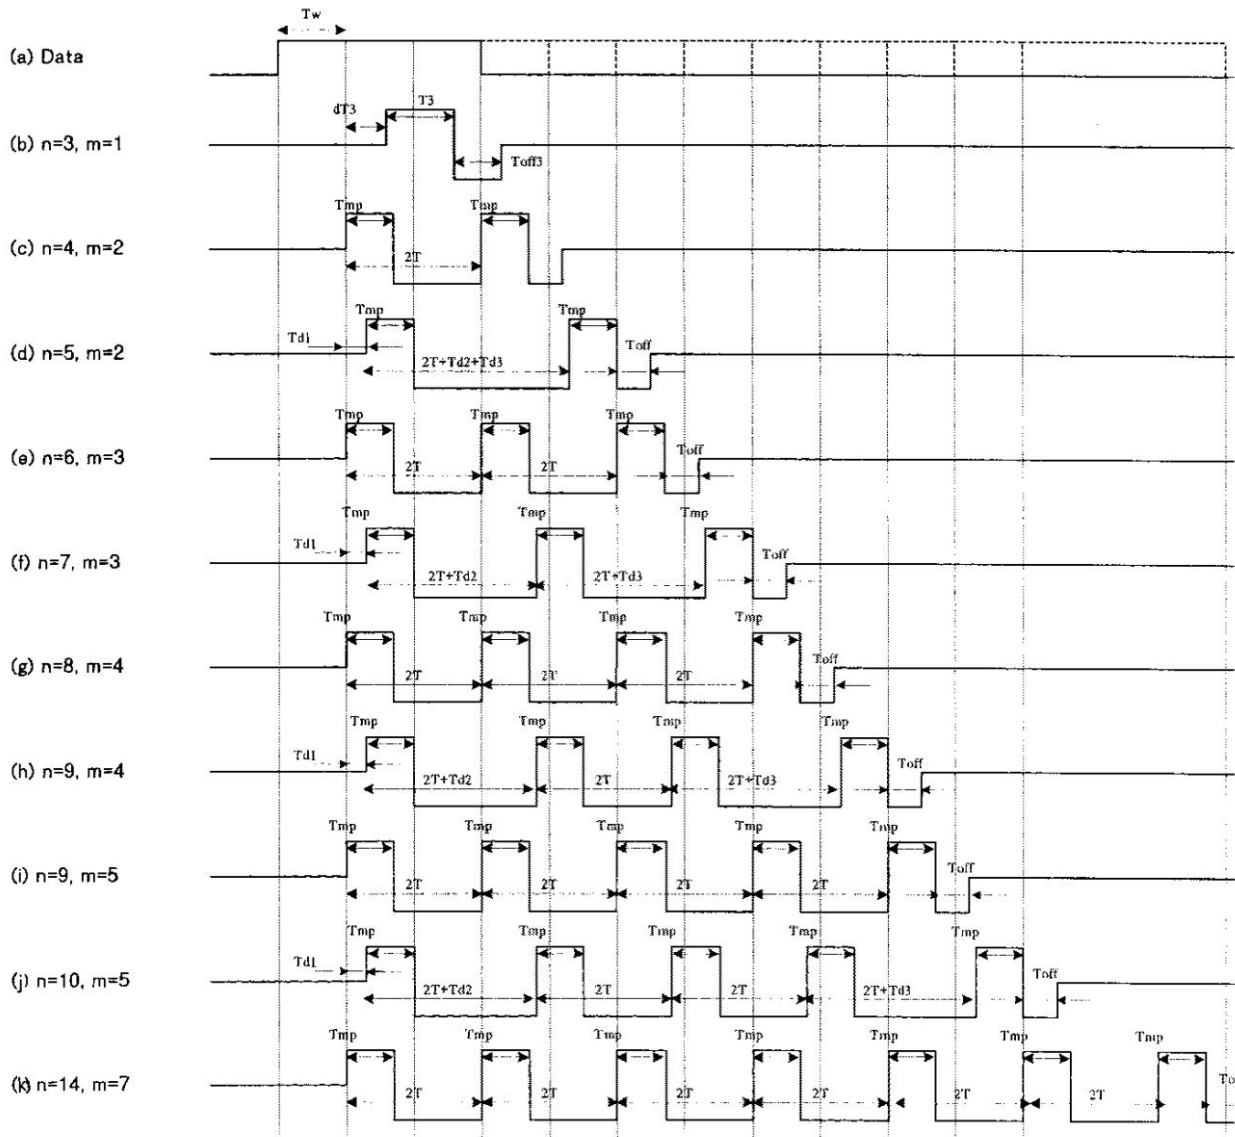 Tw
(a) Data
dT3 T3
(b) n=3, m=1
Toff3
Tmp Tmp
(c) n=4, m=2
2T
Tmp Tmp
Td1 Toff
(d) n=5, m=2
2T+Td2+Td3
Tmp Tmp Tmp
(e) n=6, m=3
Toff
2T 2T
Tmp Tmp Tmp
Td1 Toff
(f) n=7, m=3
2T+Td2 2T+Td3
Tmp Tmp Tmp Tmp
(g) n=8, m=4
Toff
2T 2T 2T
Tmp Tmp Tmp Tmp
Td1 Toff
(h) n=9, m=4
2T+Td2 2T 2T+Td3
Tmp Tmp Tmp Tmp Tmp
(i) n=9, m=5
Toff
2T 2T 2T 2T
Tmp Tmp Tmp Tmp Tmp
Td1 Toff
(j) n=10, m=5
2T+Td2 2T 2T 2T+Td3
Tmp Tmp Tmp Tmp Tmp Tmp Tmp
(k) n=14, m=7
2T 2T 2T 2T 2T 2T To